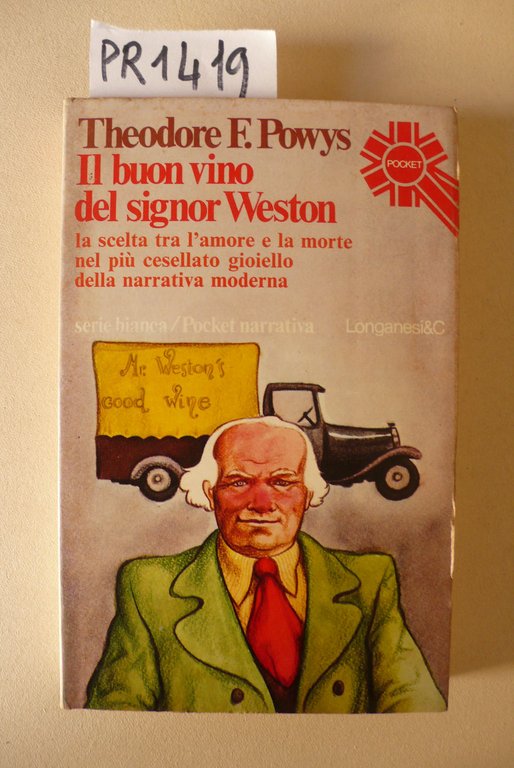 PR1419
Theodore F. Powys
Il buon vino
del signor Weston
POCKET
la scelta tra l'amore e la morte
nel più cesellato gioiello
della narrativa moderna
serie bianca/Pocket narrativa
Longanesi&C
Mr. Weston's
Good Wine